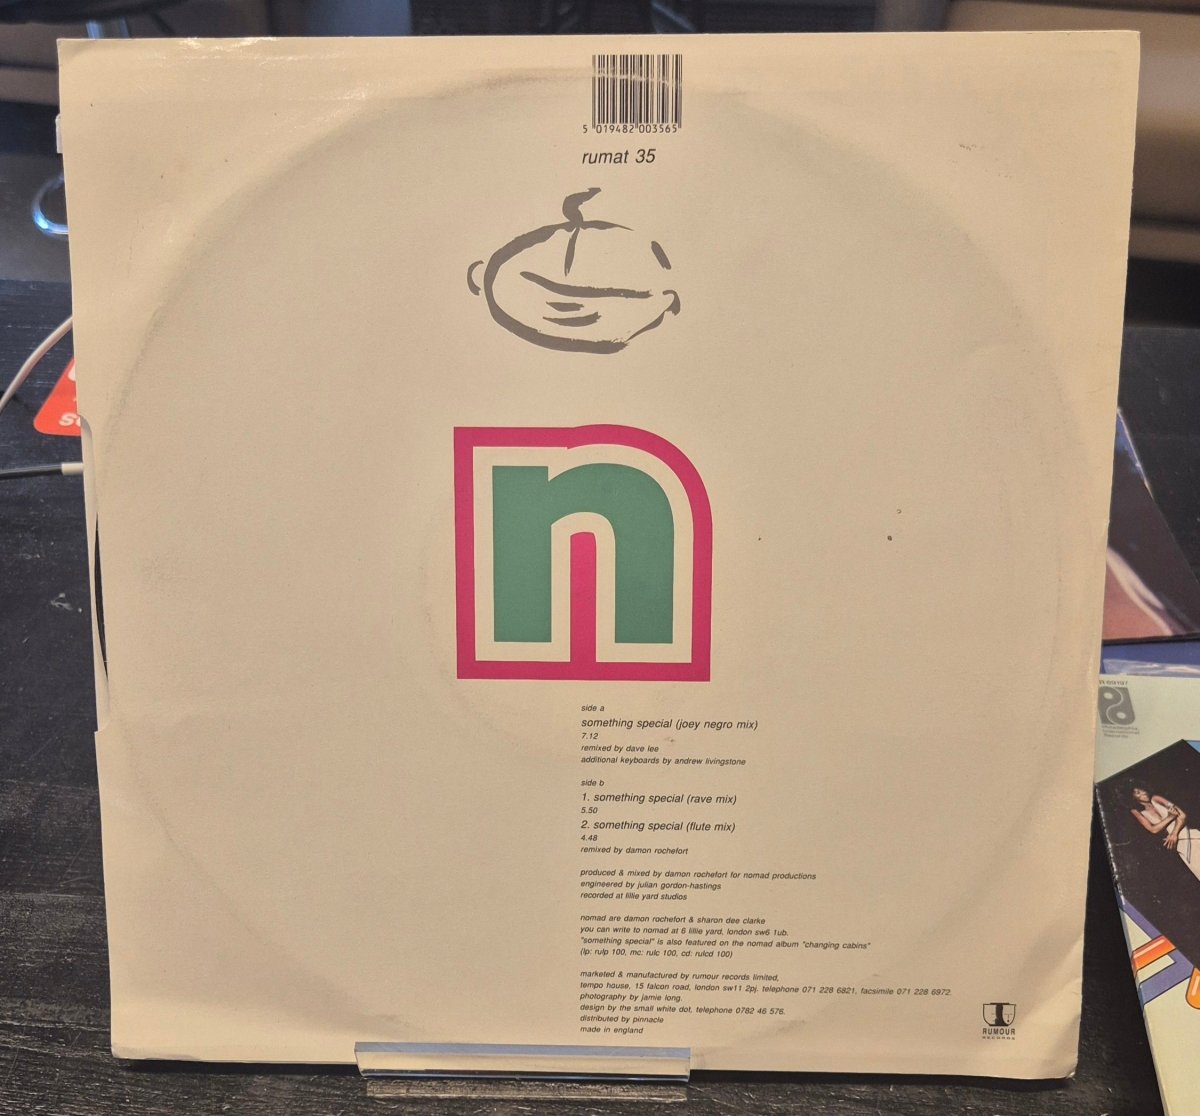 5 019482 003565
rumat 35
n
side a
something special (joey negro mix)
7.12
remixed by dave lee
additional keyboards by andrew livingstone
side b
1. something special (rave mix)
5.50
2. something special (flute mix)
4.48
remixed by damon rochefort
produced & mixed by damon rochefort for nomad productions
engineered by julian gordon-hastings
recorded at lillie yard studios
nomad are damon rochefort & sharon dee clarke
you can write to nomad at 6 lillie yard, london sw6 1ub.
"something special" is also featured on the nomad album "changing cabins"
(lp: rulp 100, mc: rulc 100, cd: rulcd 100)
marketed & manufactured by rumour records limited,
tempo house, 15 falcon road, london sw11 2pj. telephone 071 228 6821, facsimile 071 228 6972.
photography by jamie long.
design by the small white dot, telephone 0782 46 576.
distributed by pinnacle
made in england
RUMOUR
RECORDS